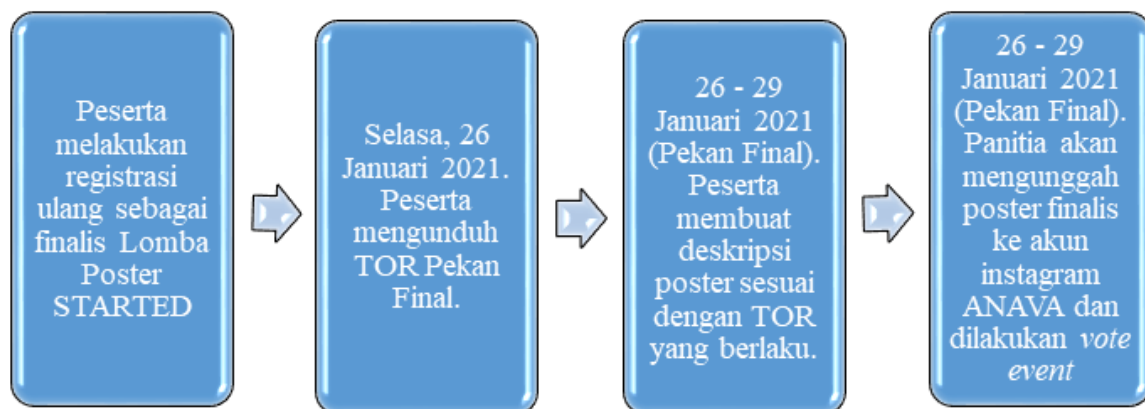 Peserta
melakukan
registrasi
ulang sebagai
finalis Lomba
Poster
STARTED
Selasa, 26
Januari 2021.
Peserta
mengunduh
TOR Pekan
Final.
26 - 29
Januari 2021
(Pekan Final).
Peserta
membuat
deskripsi
poster sesuai
dengan TOR
yang berlaku.
26 - 29
Januari 2021
(Pekan Final).
Panitia akan
mengunggah
poster finalis
ke akun
instagram
ANAVA dan
dilakukan vote
event